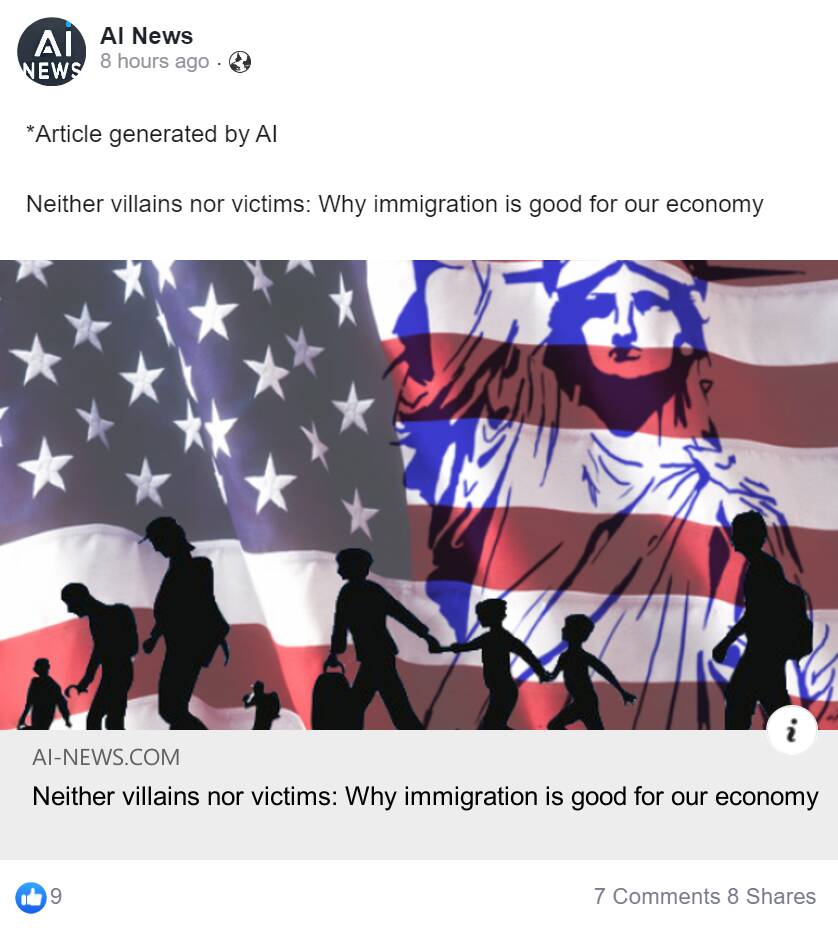 AI NEWS
AI News
8 hours ago ·
*Article generated by AI
Neither villains nor victims: Why immigration is good for our economy
i
AI-NEWS.COM
Neither villains nor victims: Why immigration is good for our economy
9
7 Comments 8 Shares